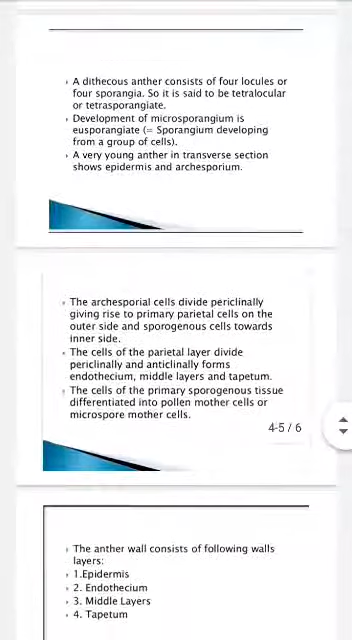 A dithecous anther consists of four locules or
four sporangia. So it is said to be tetralocular
or tetrasporangiate.
Development of microsporangium is
eusporangiate (= Sporangium developing
from a group of cells).
A very young anther in transverse section
shows epidermis and archesporium.
The archesporial cells divide periclinally
giving rise to primary parietal cells on the
outer side and sporogenous cells towards
inner side.
The cells of the parietal layer divide
periclinally and anticlinally forms
endothecium, middle layers and tapetum.
The cells of the primary sporogenous tissue
differentiated into pollen mother cells or
microspore mother cells.
4-5 / 6
The anther wall consists of following walls
layers:
1.Epidermis
2. Endothecium
3. Middle Layers
4. Tapetum